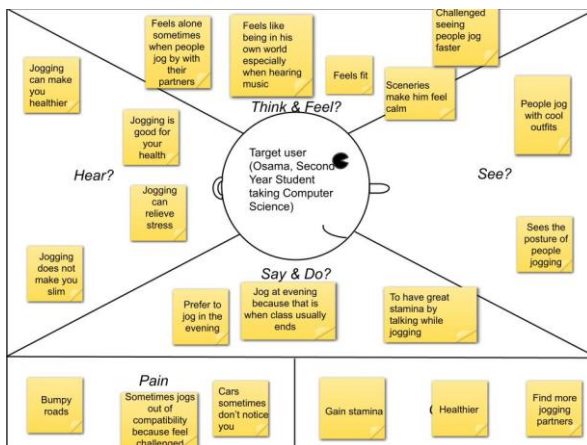 Feels alone
sometimes
when people
jog by with
their
partners
Feels like
being in his
own world
especially
when hearing
music
Feels fit
Challenged
seeing
people jog
faster
Sceneries
make him feel
calm
Think & Feel?
Jogging
can make
you
healthier
Jogging is
good for
your
health
Hear?
Jogging
can
relieve
stress
Jogging
does not
make you
slim
Target user
(Osama, Second
Year Student
taking Computer
Science)
People jog
with cool
outfits
See?
Sees the
posture of
people
jogging
Say & Do?
Prefer to
jog in the
evening
Jog at evening
because that is
when class usually
ends
To have great
stamina by
talking while
jogging
Pain
Bumpy
roads
Sometimes jogs
out of
compatibility
because feel
challenged
Cars
sometimes
don't notice
you
Gain stamina
Healthier
Find more
jogging
partners